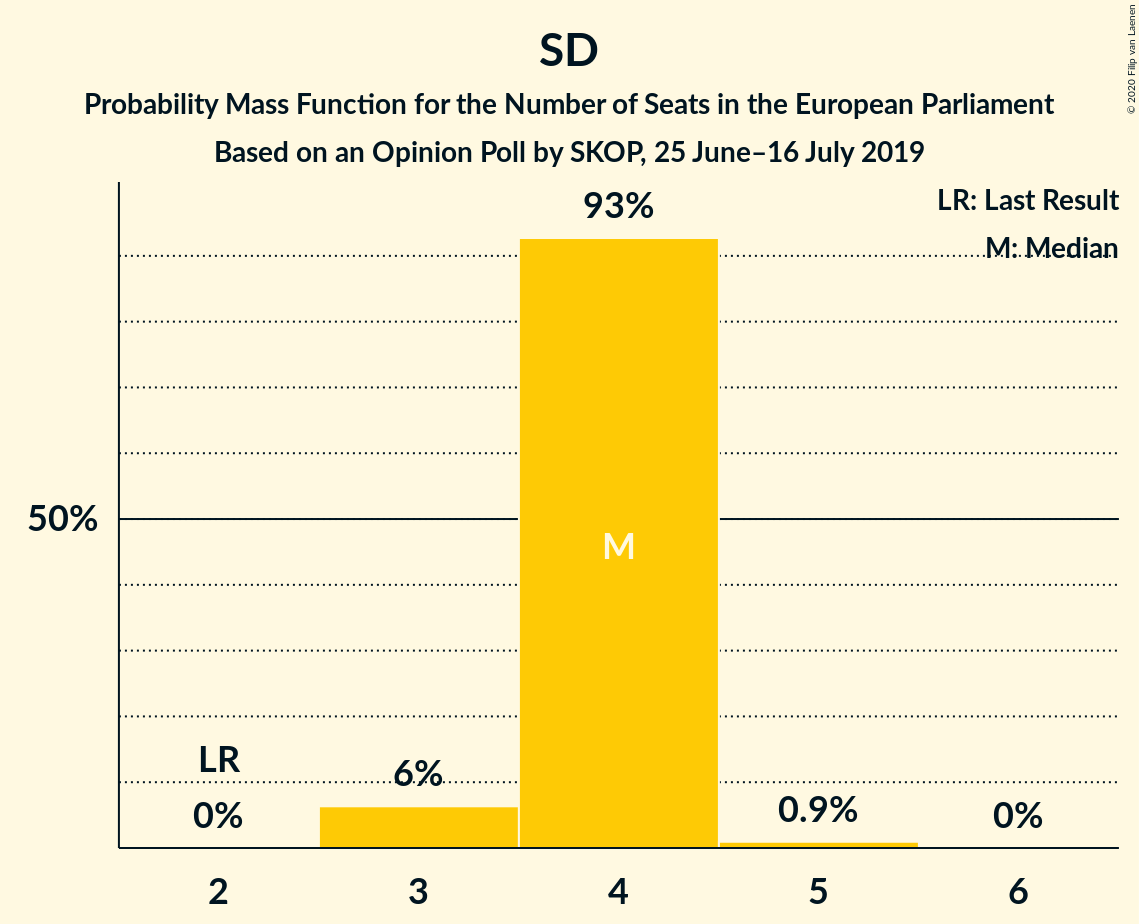 SD
Probability Mass Function for the Number of Seats in the European Parliament
Based on an Opinion Poll by SKOP, 25 June–16 July 2019
© 2020 Filip van Laenen
LR: Last Result
M: Median
93%
50%
M
LR
0%
6%
0.9%
0%
2
3
4
5
6